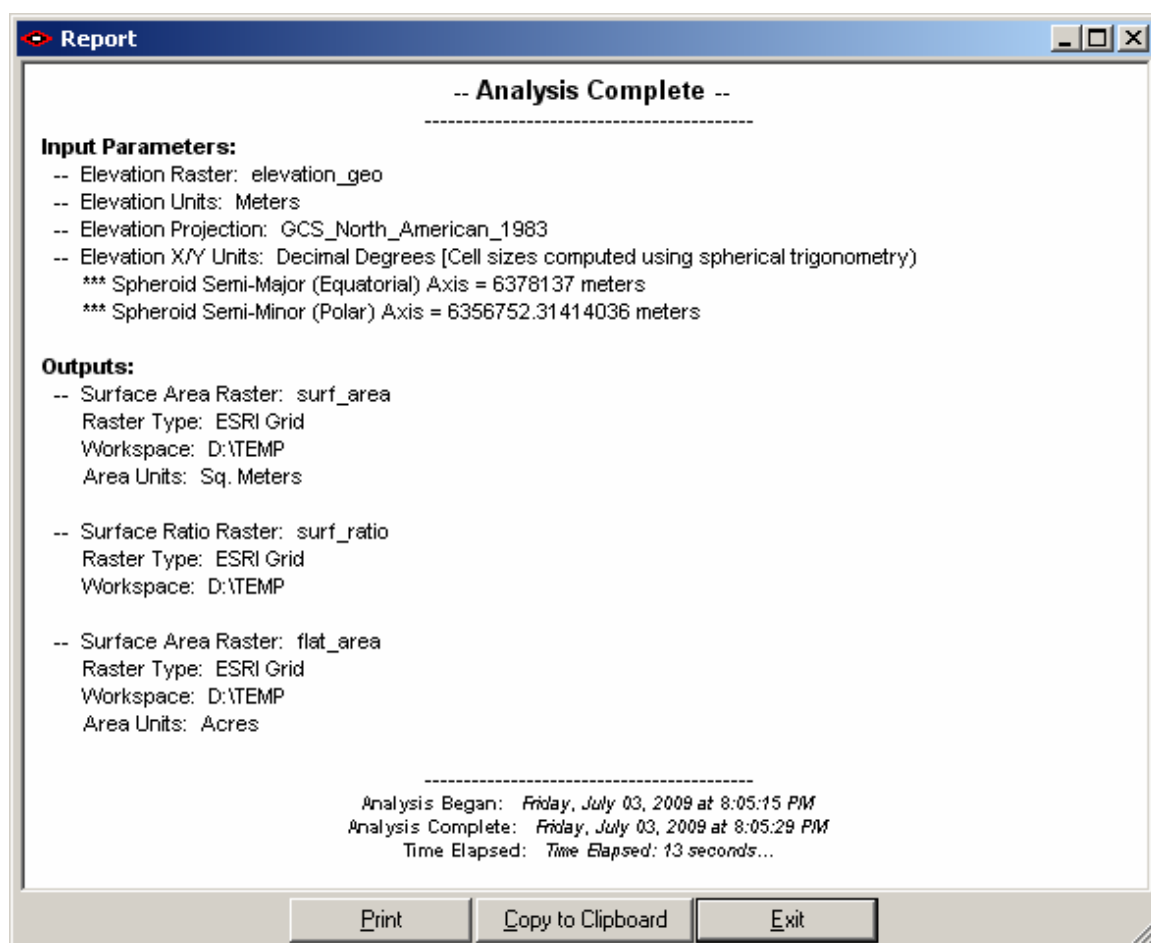 Report
-- Analysis Complete --
------------------------------------------
Input Parameters:
-- Elevation Raster: elevation_geo
-- Elevation Units: Meters
-- Elevation Projection: GCS_North_American_1983
-- Elevation X/Y Units: Decimal Degrees [Cell sizes computed using spherical trigonometry)
*** Spheroid Semi-Major (Equatorial) Axis = 6378137 meters
*** Spheroid Semi-Minor (Polar) Axis = 6356752.31414036 meters
Outputs:
-- Surface Area Raster: surf_area
Raster Type: ESRI Grid
Workspace: D:\TEMP
Area Units: Sq. Meters
-- Surface Ratio Raster: surf_ratio
Raster Type: ESRI Grid
Workspace: D:\TEMP
-- Surface Area Raster: flat_area
Raster Type: ESRI Grid
Workspace: D:\TEMP
Area Units: Acres
------------------------------------------
Analysis Began: Friday, July 03, 2009 at 8:05:15 PM
Analysis Complete: Friday, July 03, 2009 at 8:05:29 PM
Time Elapsed: Time Elapsed: 13 seconds...
Print Copy to Clipboard Exit